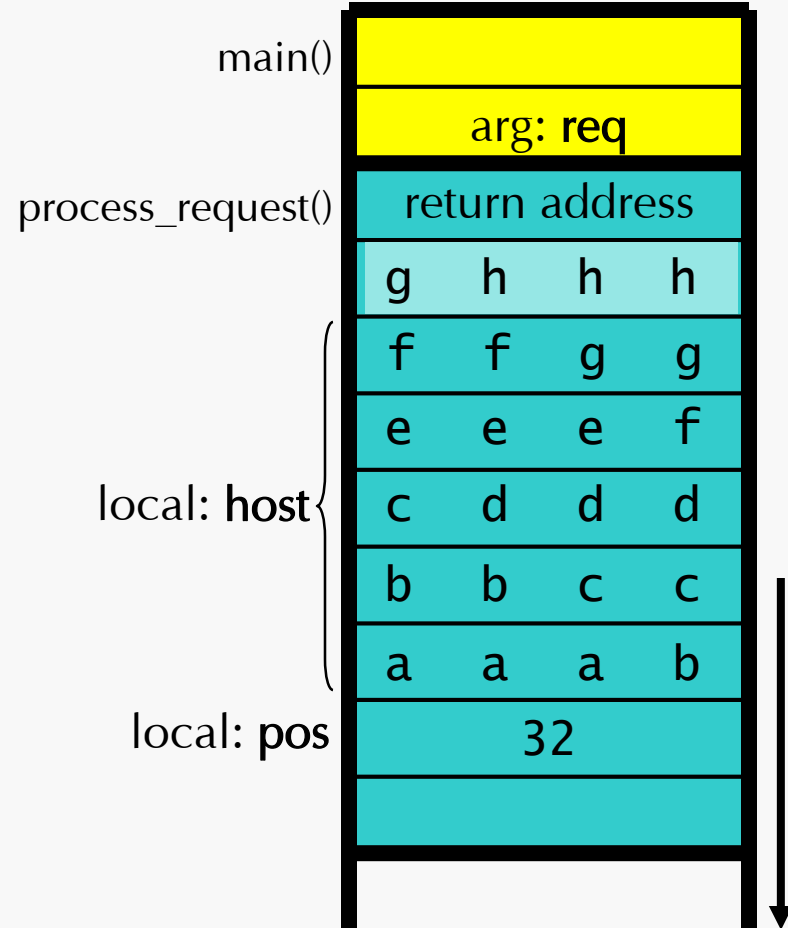 main()
arg: req
process_request() return address
g h h h
f f g g
e e e f
local: host c d d d
b b c c
a a a b
local: pos 32